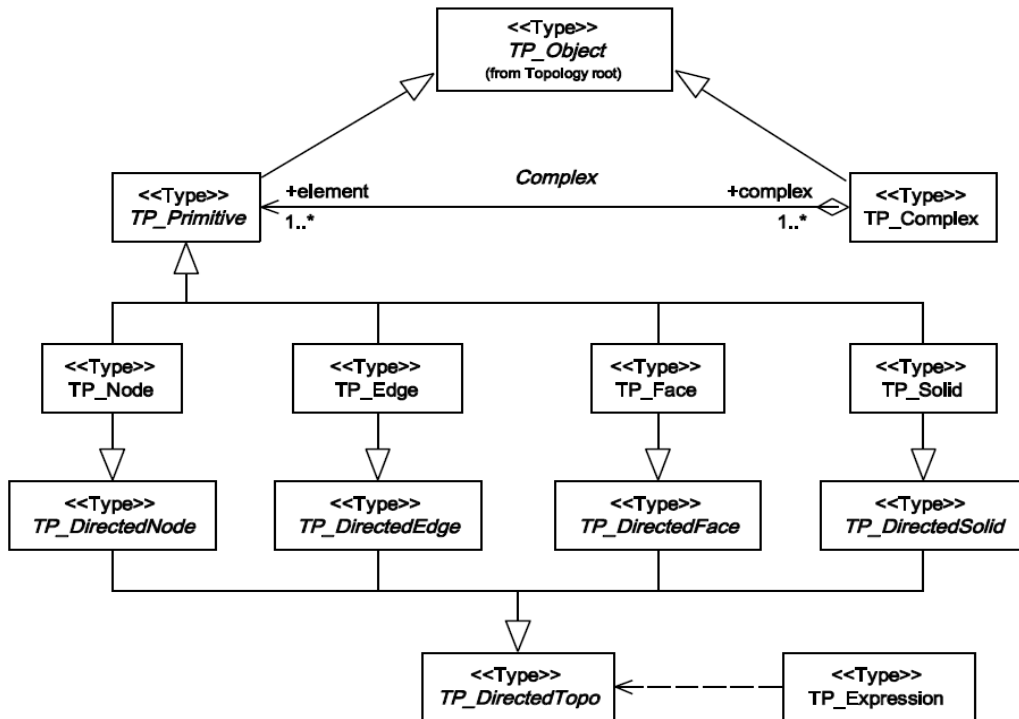 <<Type>>
TP_Object
(from Topology root)
<<Type>>
TP_Primitive
+element
1..*
Complex
+complex
1..*
<<Type>>
TP_Complex
<<Type>>
TP_Node
<<Type>>
TP_Edge
<<Type>>
TP_Face
<<Type>>
TP_Solid
<<Type>>
TP_DirectedNode
<<Type>>
TP_DirectedEdge
<<Type>>
TP_DirectedFace
<<Type>>
TP_DirectedSolid
<<Type>>
TP_DirectedTopo
<<Type>>
TP_Expression